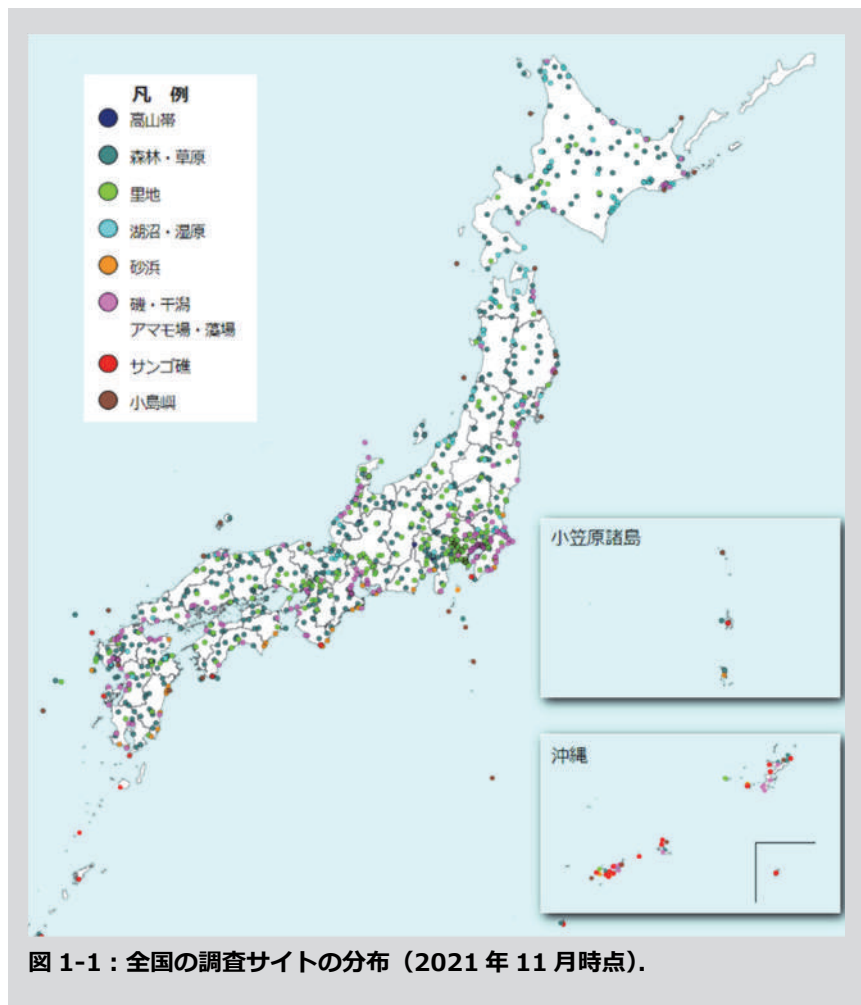 凡 例
高山帯
森林・草原
里地
湖沼・湿原
砂浜
磯・干潟
アマモ場・藻場
サンゴ礁
小島嶼
小笠原諸島
沖縄
図 1-1：全国の調査サイトの分布（2021 年 11 月時点）.